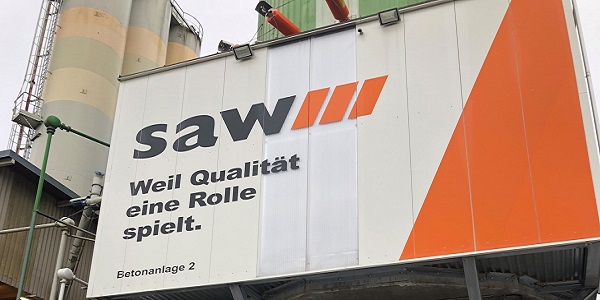 saw
Weil Qualität
eine Rolle
spielt.
Betonanlage 2